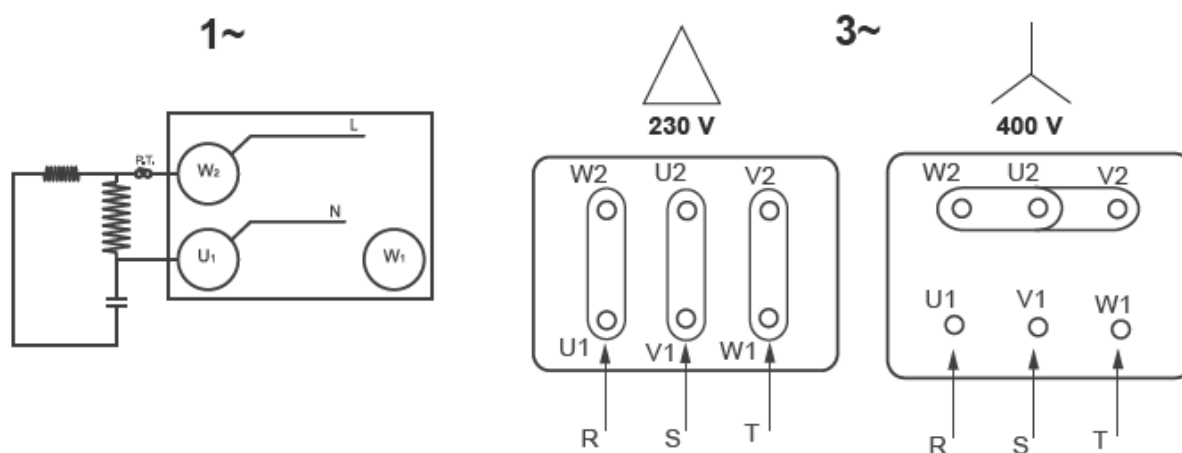 1~
3~
230 V
400 V
P.T.
W2
L
U1
N
W1
W2 U2 V2
U1 V1 W1
R S T
W2 U2 V2
U1 V1 W1
R S T